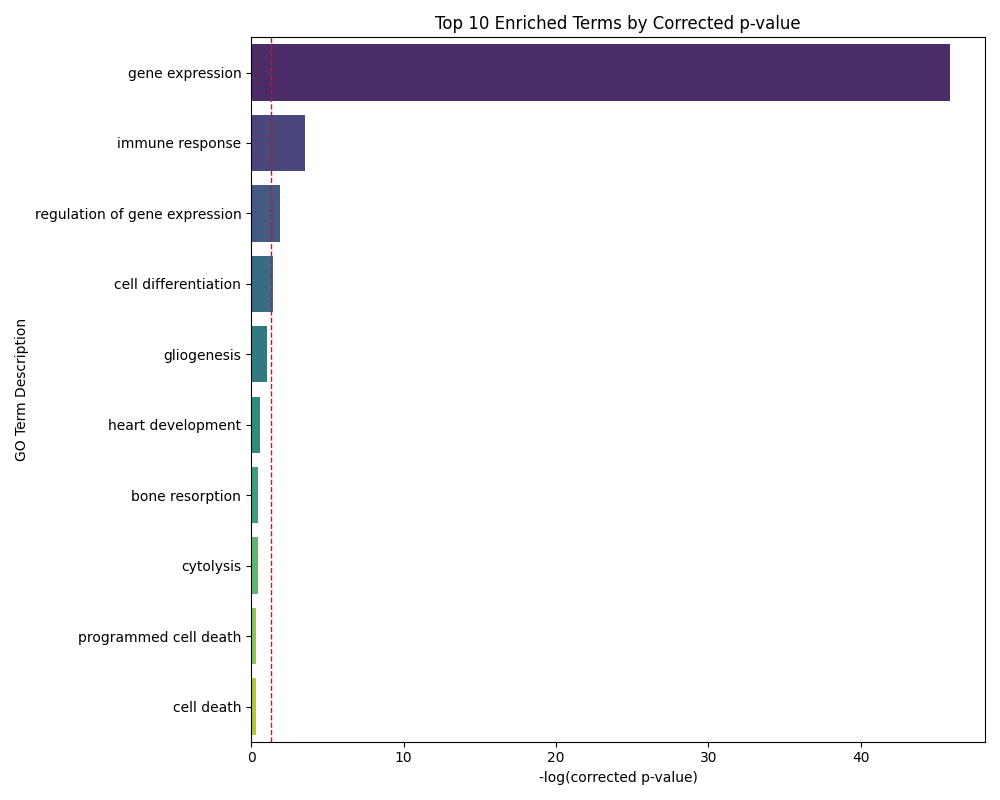 Top 10 Enriched Terms by Corrected p-value
GO Term Description
gene expression
immune response
regulation of gene expression
cell differentiation
gliogenesis
heart development
bone resorption
cytolysis
programmed cell death
cell death
0 10 20 30 40
-log(corrected p-value)